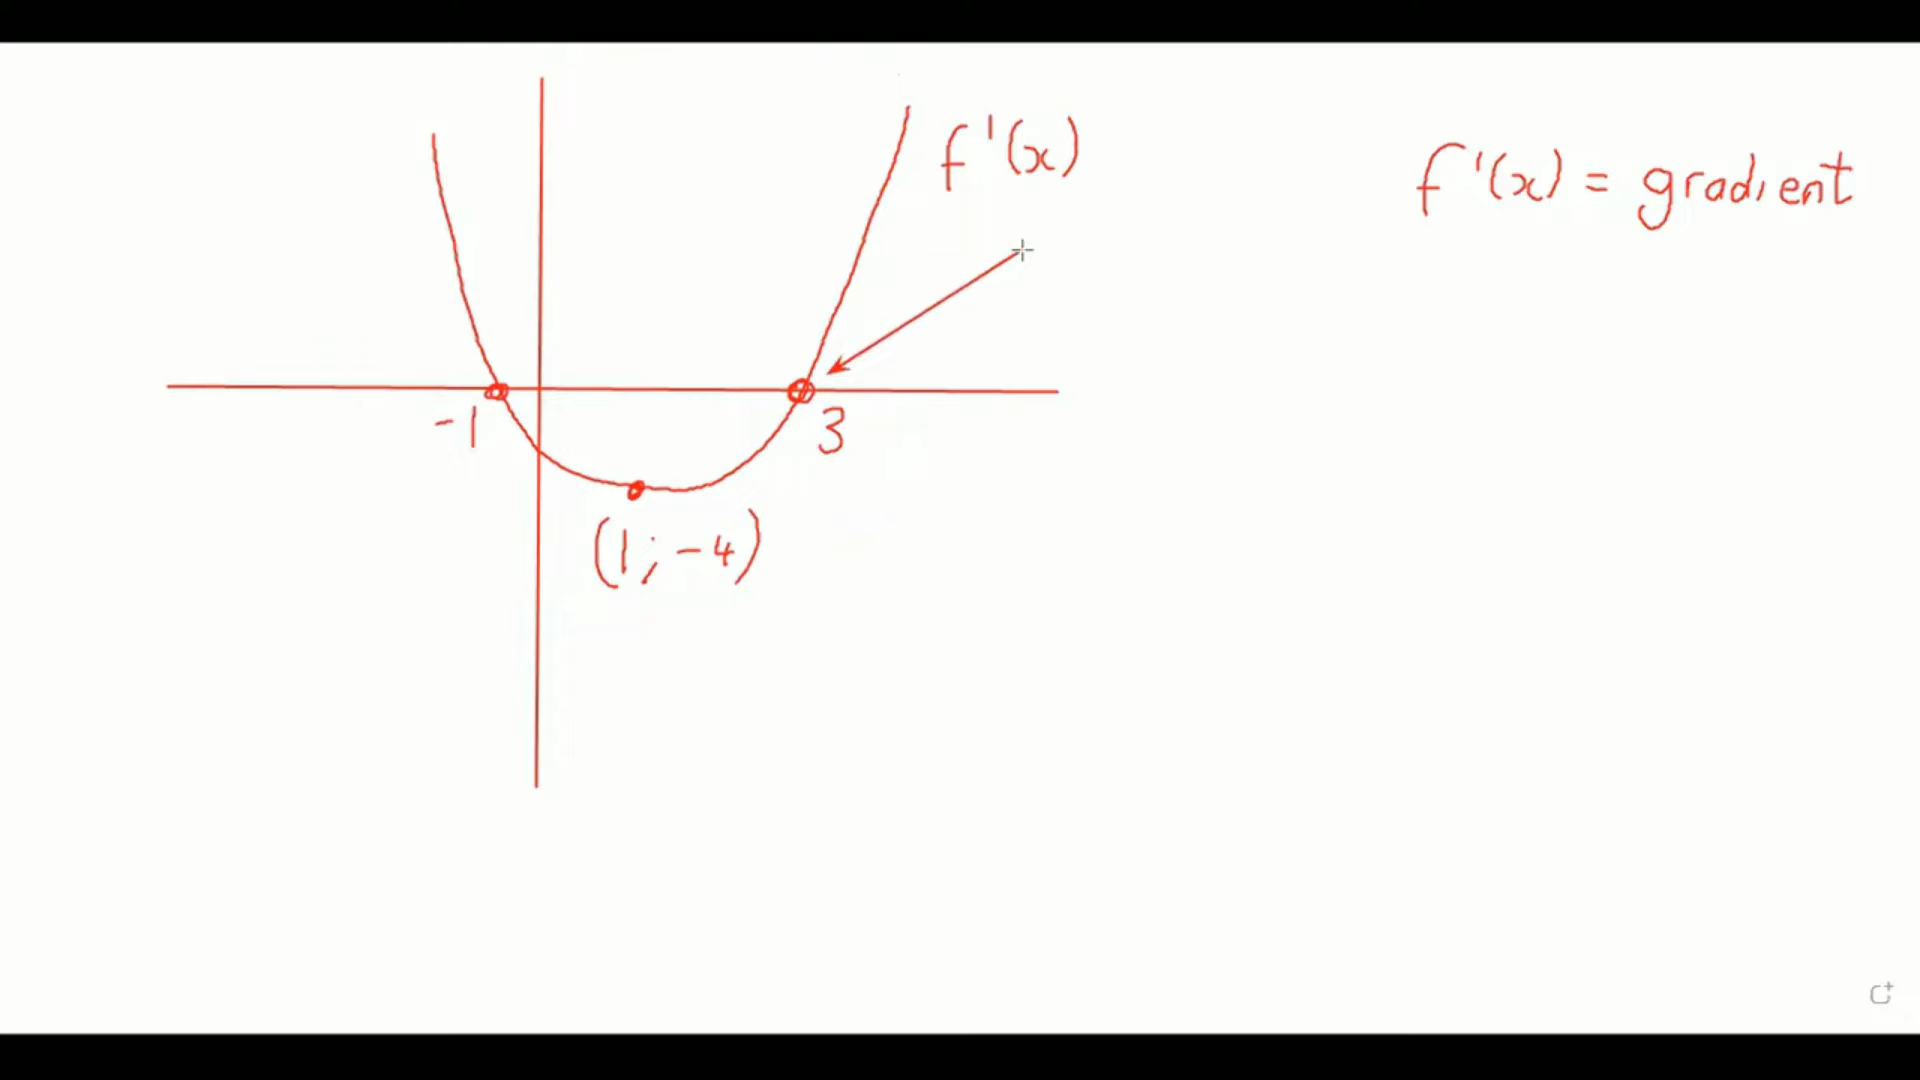 f'(x)
f'(x) = gradient
-1
3
(1; -4)